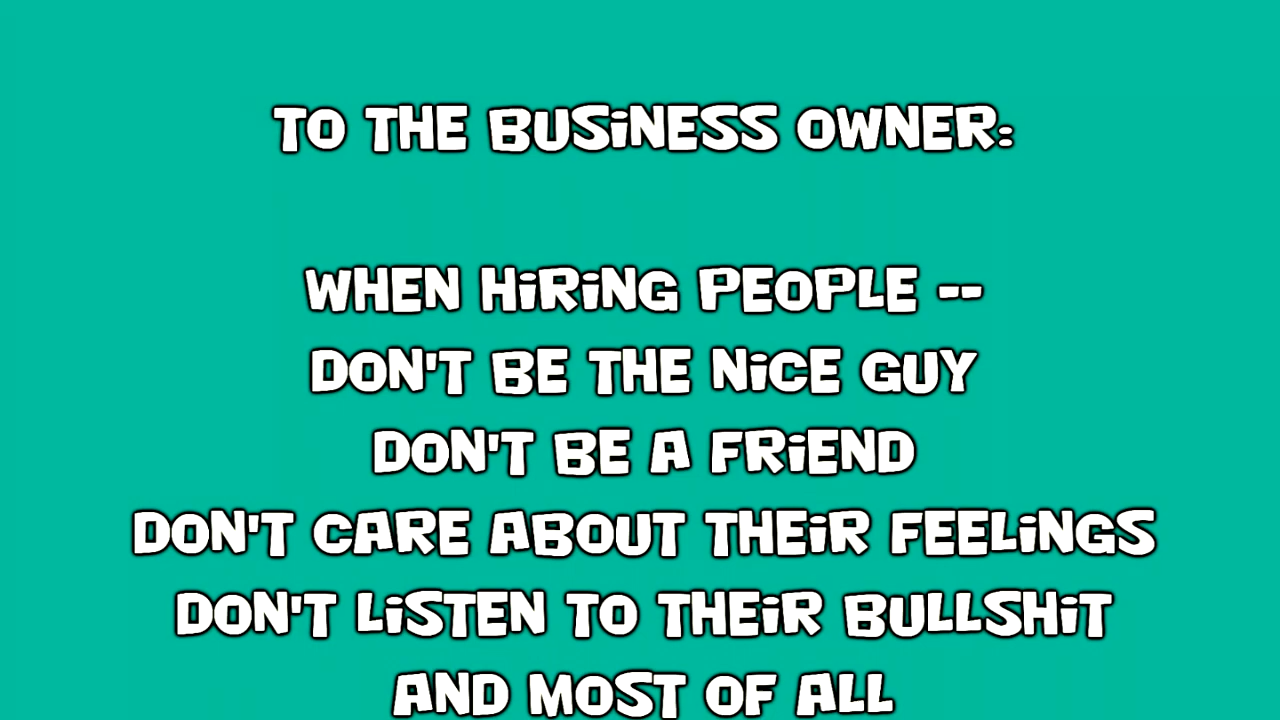 TO THE BUSiNESS OWNER:
WHEN HiRiNG PEOPLE --
DON'T BE THE NiCE GUY
DON'T BE A FRiEND
DON'T CARE ABOUT THEiR FEELiNGS
DON'T LiSTEN TO THEiR BULLSHiT
AND MOST OF ALL